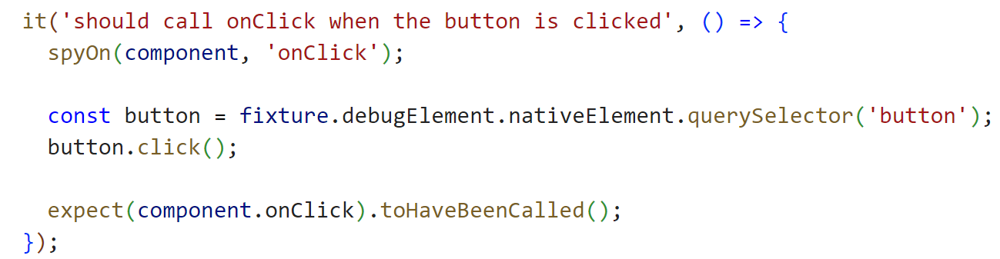 it('should call onClick when the button is clicked', () => {
  spyOn(component, 'onClick');

  const button = fixture.debugElement.nativeElement.querySelector('button');
  button.click();

  expect(component.onClick).toHaveBeenCalled();
});